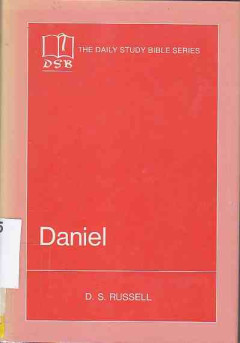 DSB
THE DAILY STUDY BIBLE SERIES
Daniel
D. S. RUSSELL